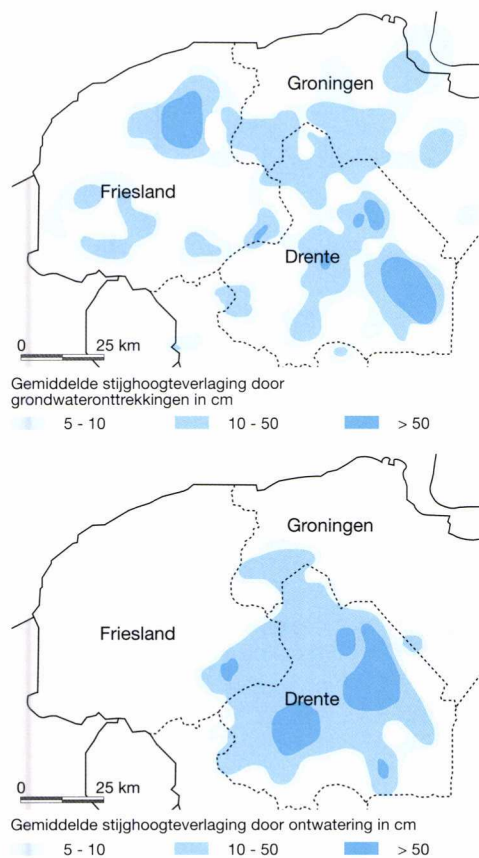 Groningen
Friesland
Drente
0 25 km
Gemiddelde stijghoogteverlaging door
grondwateronttrekkingen in cm
5 - 10 10 - 50 > 50
Groningen
Friesland
Drente
0 25 km
Gemiddelde stijghoogteverlaging door ontwatering in cm
5 - 10 10 - 50 > 50